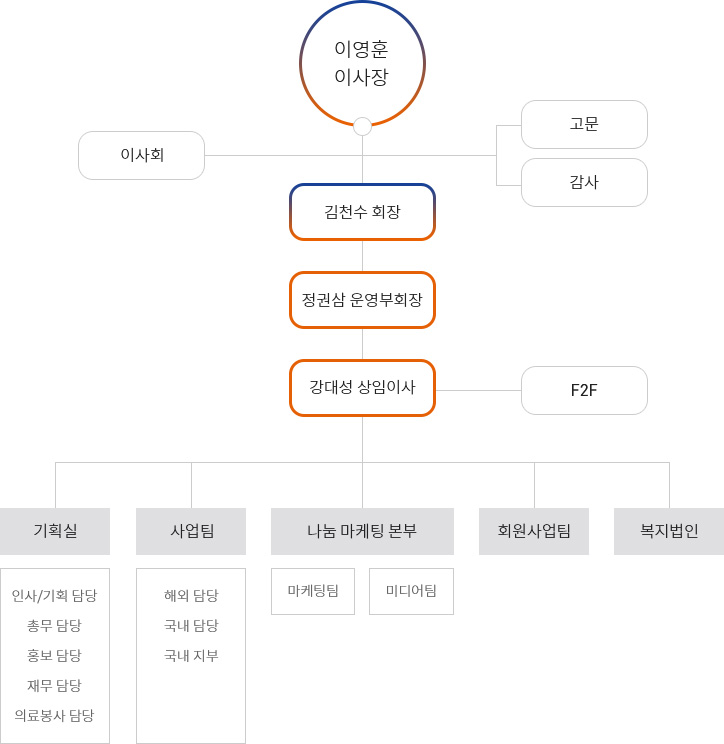 이영훈
이사장
고문
이사회
감사
김천수 회장
정권삼 운영부회장
강대성 상임이사
F2F
기획실
사업팀
나눔 마케팅 본부
회원사업팀
복지법인
인사/기획 담당
총무 담당
홍보 담당
재무 담당
의료봉사 담당
해외 담당
국내 담당
국내 지부
마케팅팀
미디어팀